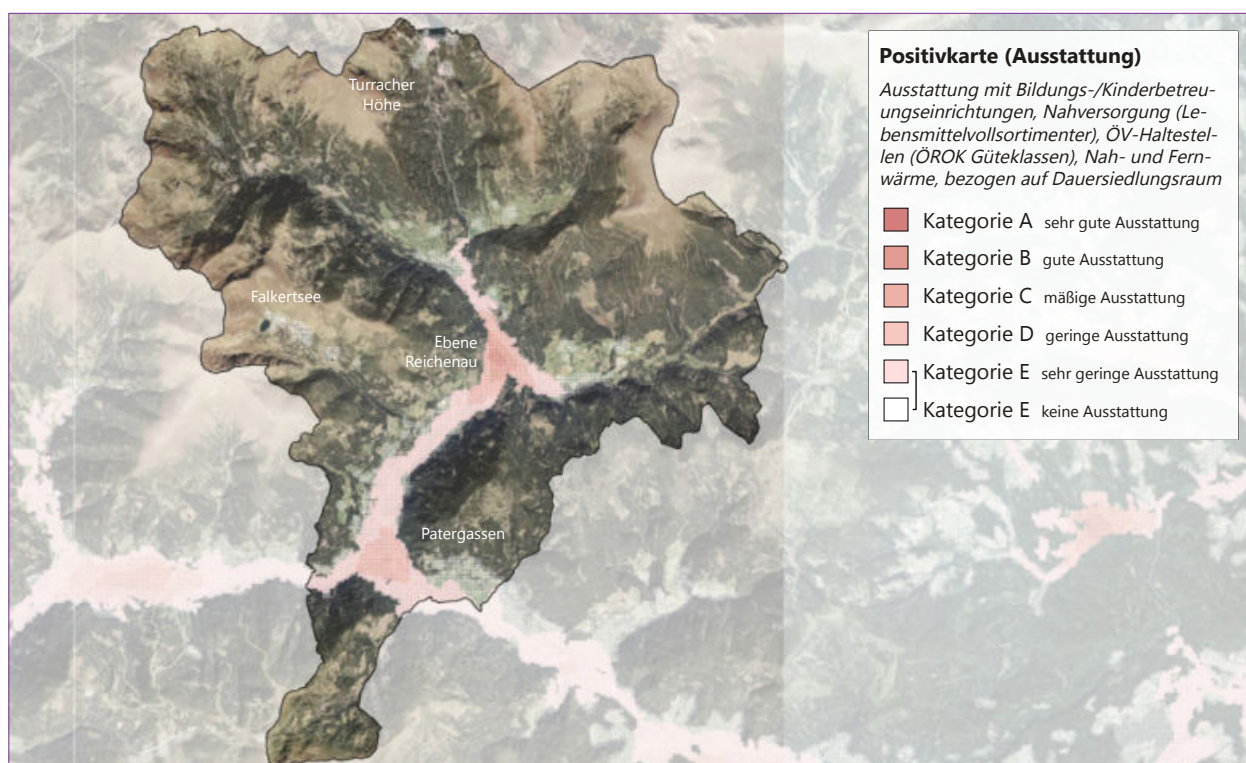 Turracher
Höhe
Falkertsee
Ebene
Reichenau
Patergassen
Positivkarte (Ausstattung)
Ausstattung mit Bildungs-/Kinderbetreu-
ungseinrichtungen, Nahversorgung (Le-
bensmittelvollsortimenter), ÖV-Haltestel-
len (ÖROK Güteklassen), Nah- und Fern-
wärme, bezogen auf Dauersiedlungsraum
Kategorie A sehr gute Ausstattung
Kategorie B gute Ausstattung
Kategorie C mäßige Ausstattung
Kategorie D geringe Ausstattung
Kategorie E sehr geringe Ausstattung
Kategorie E keine Ausstattung